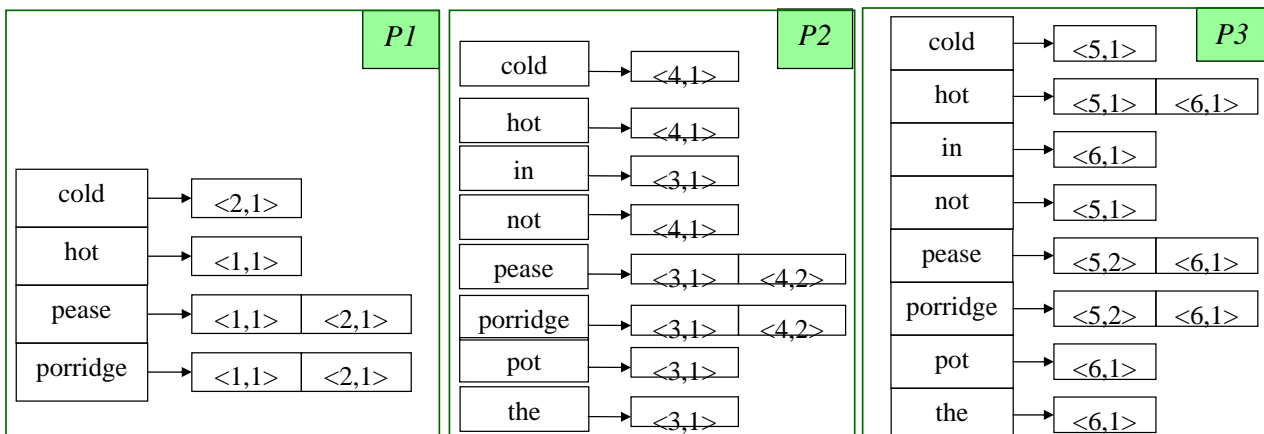 P1
cold <2,1>
hot <1,1>
pease <1,1> <2,1>
porridge <1,1> <2,1>
P2
cold <4,1>
hot <4,1>
in <3,1>
not <4,1>
pease <3,1> <4,2>
porridge <3,1> <4,2>
pot <3,1>
the <3,1>
P3
cold <5,1>
hot <5,1> <6,1>
in <6,1>
not <5,1>
pease <5,2> <6,1>
porridge <5,2> <6,1>
pot <6,1>
the <6,1>